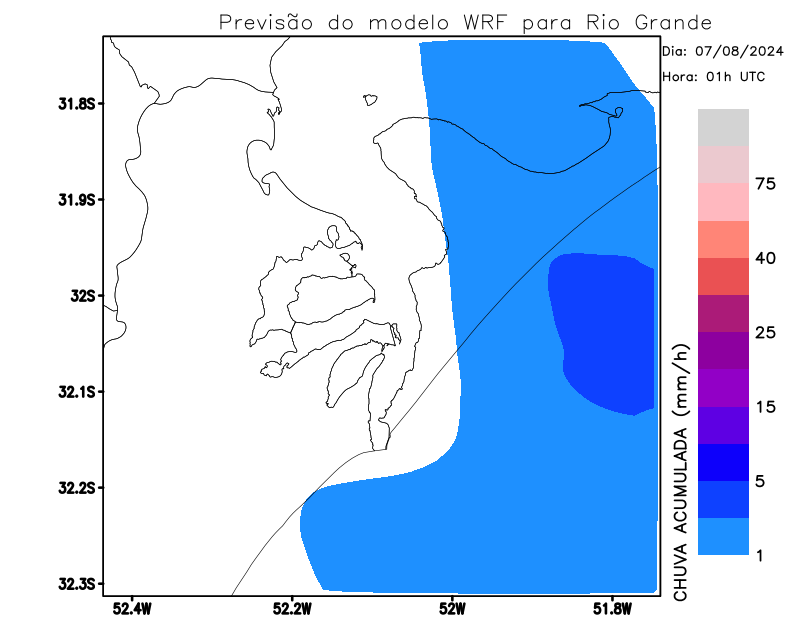 Previsão do modelo WRF para Rio Grande
Dia: 07/08/2024
Hora: 01h UTC
31.8S
31.9S
32S
32.1S
32.2S
32.3S
52.4W
52.2W
52W
51.8W
75
40
25
15
5
1
CHUVA ACUMULADA (mm/h)